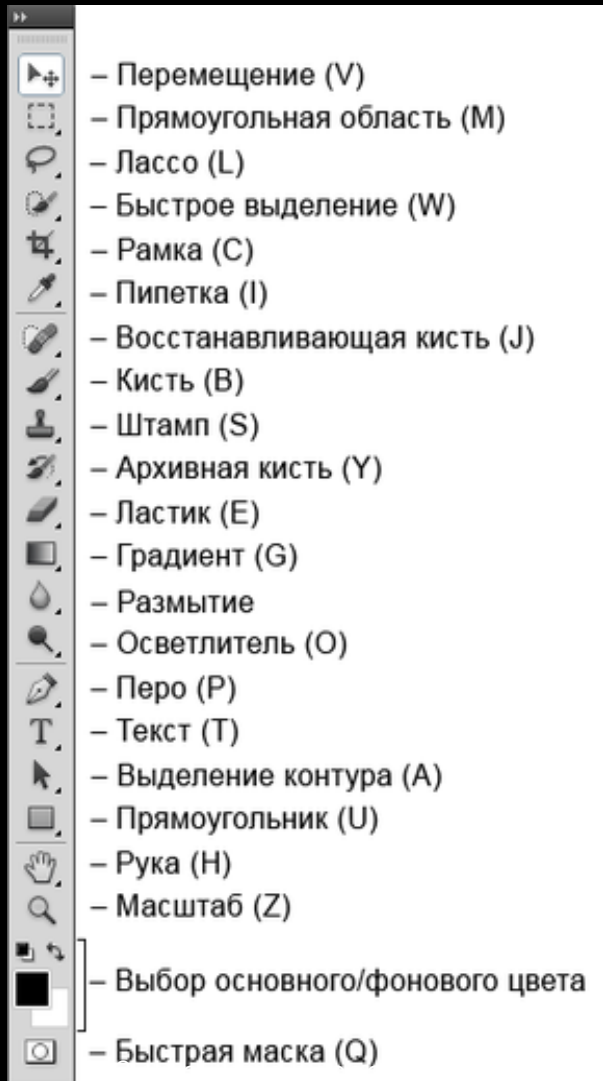 – Перемещение (V)
– Прямоугольная область (M)
– Лассо (L)
– Быстрое выделение (W)
– Рамка (C)
– Пипетка (I)
– Восстанавливающая кисть (J)
– Кисть (B)
– Штамп (S)
– Архивная кисть (Y)
– Ластик (E)
– Градиент (G)
– Размытие
– Осветлитель (O)
– Перо (P)
– Текст (T)
– Выделение контура (A)
– Прямоугольник (U)
– Рука (H)
– Масштаб (Z)
– Выбор основного/фонового цвета
– Быстрая маска (Q)